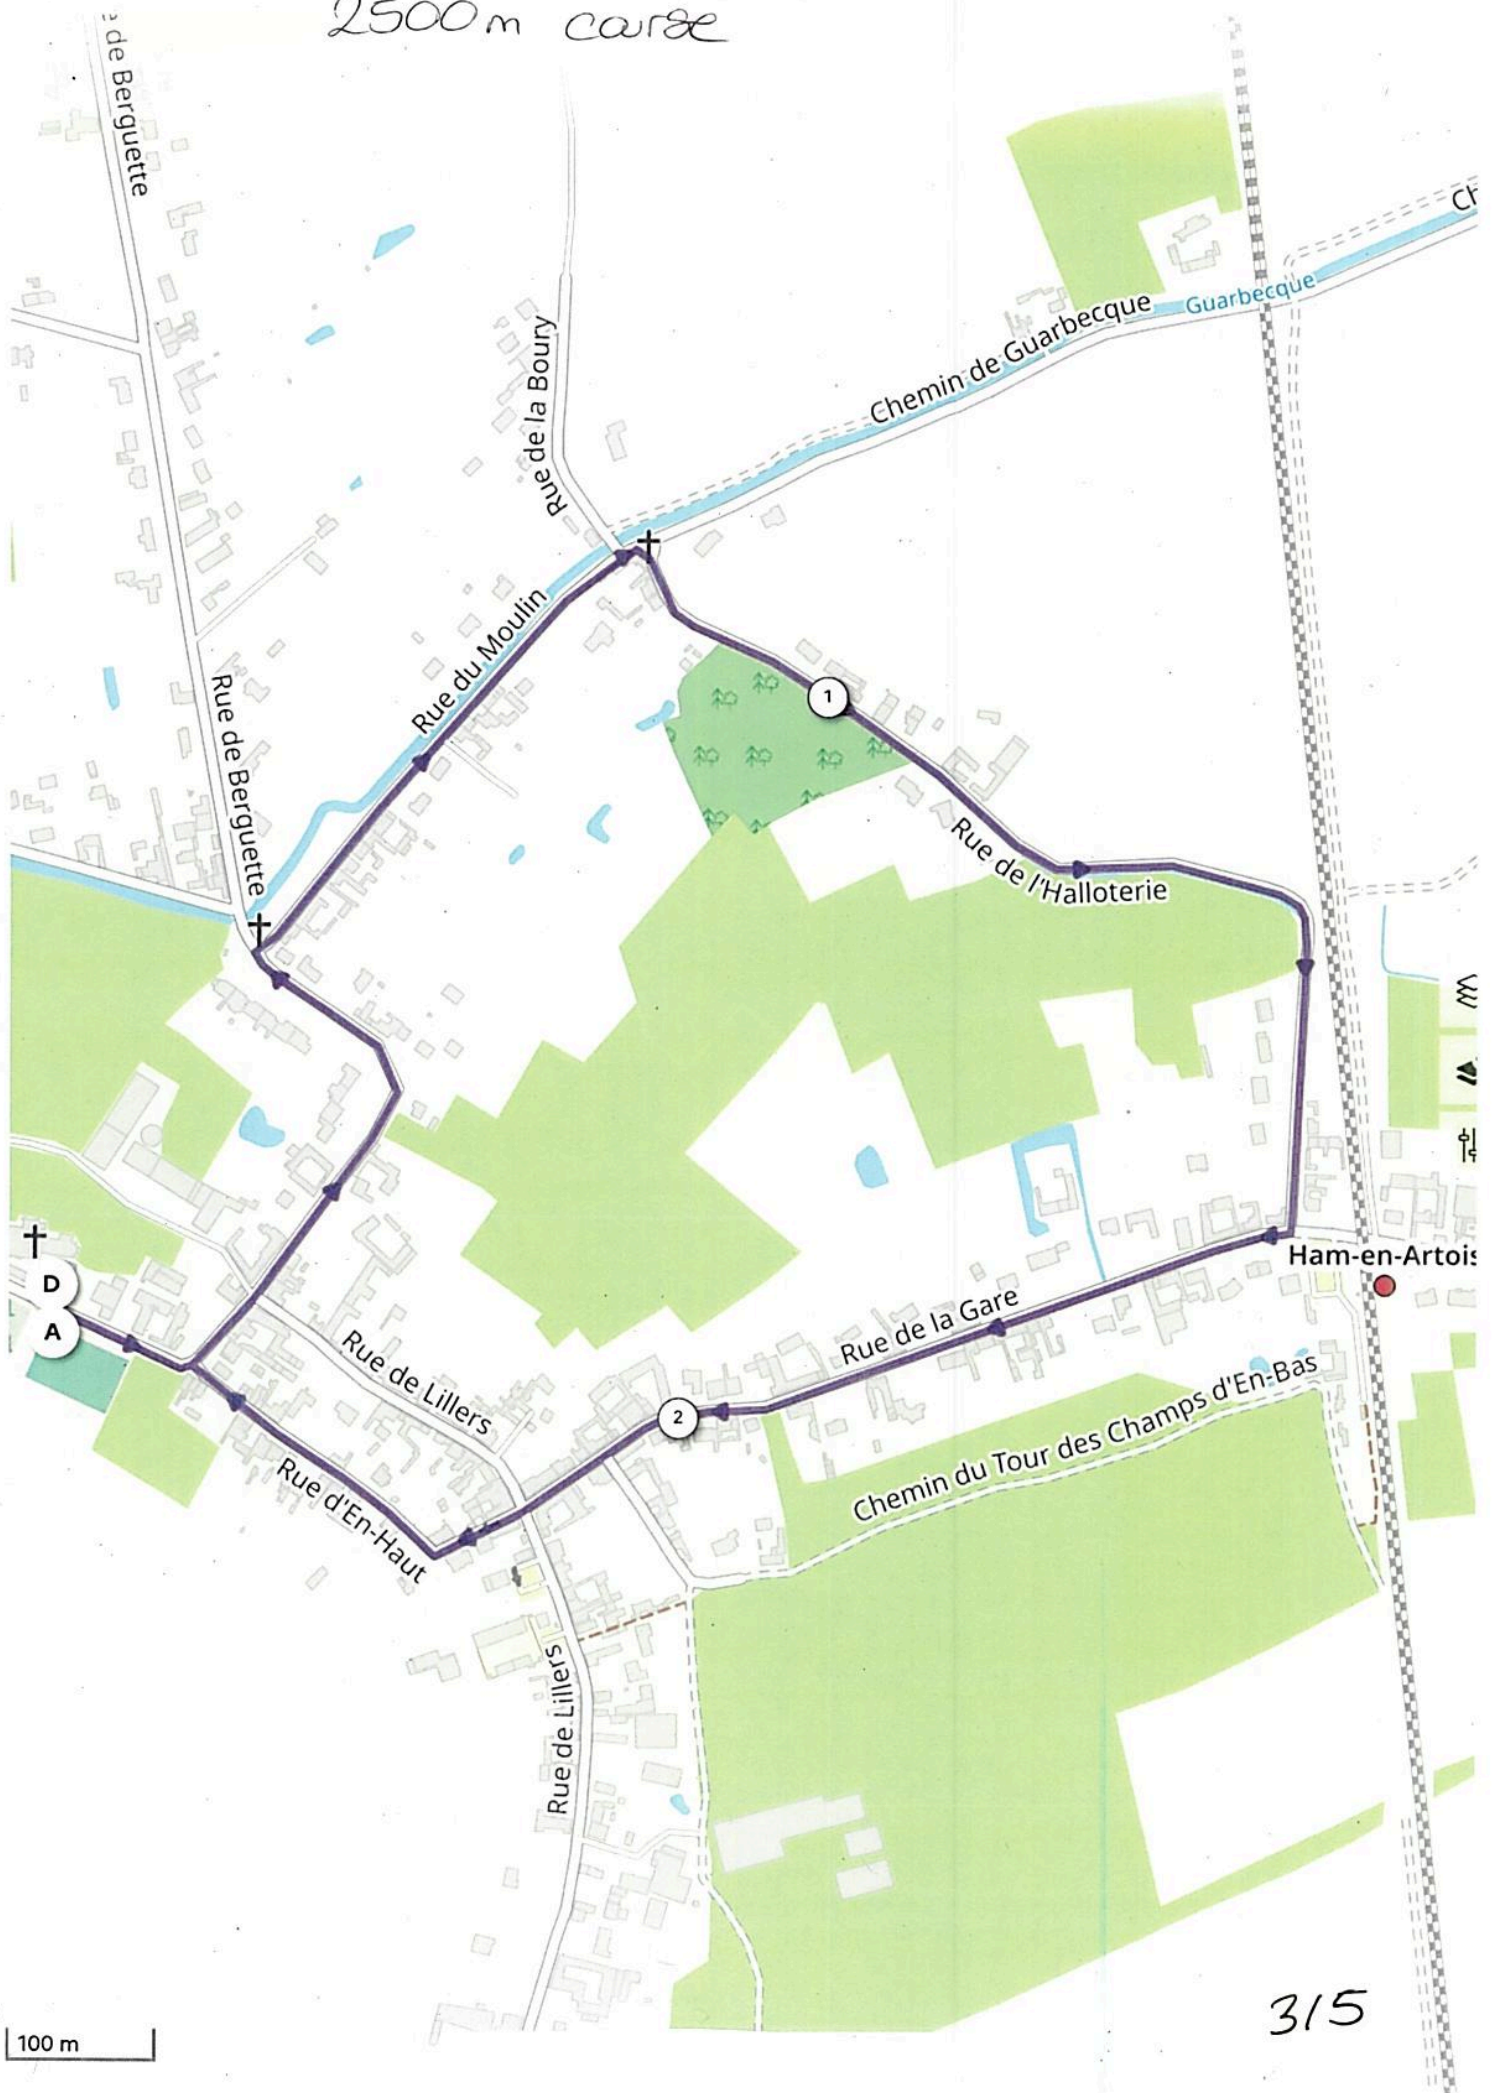 2500m course
de Berguette
Ch
Guarbecque
Chemin de Guarbecque
Rue de la Boury
Rue du Moulin
Rue de Berguette
1
Rue de l'Halloterie
Ham-en-Artois
D
A
Rue de la Gare
Rue de Lillers
2
Chemin du Tour des Champs d'En-Bas
Rue d'En-Haut
Rue de Lillers
3/5
100 m